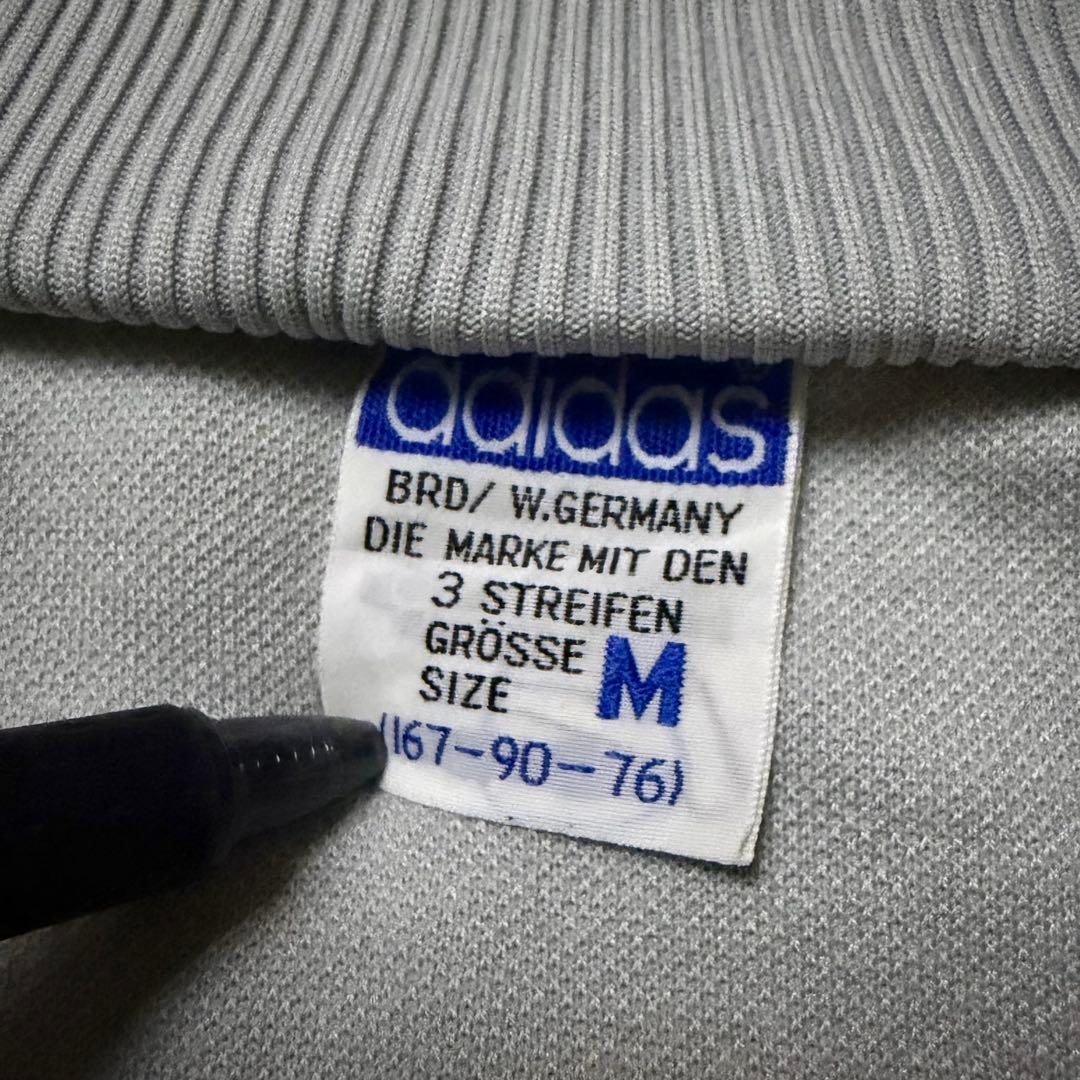 adidas
BRD/ W.GERMANY
DIE MARKE MIT DEN
3 STREIFEN
GRÖSSE M
SIZE
(167-90-76)